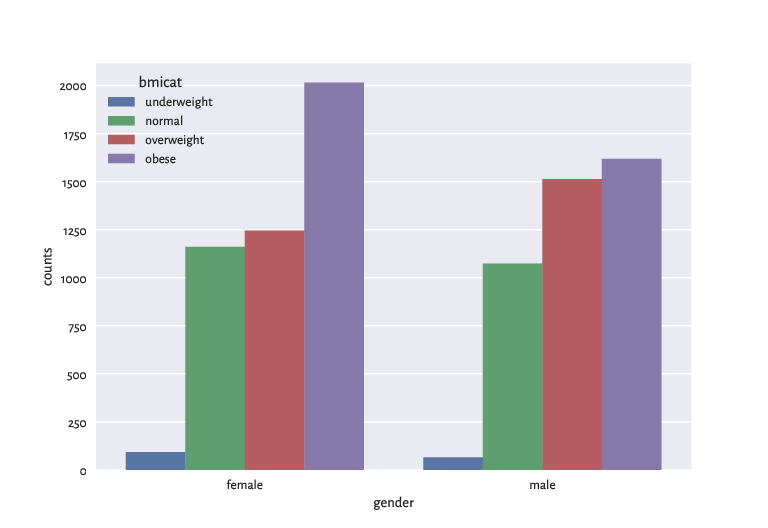 bmicat
underweight
normal
overweight
obese
counts
2000
1750
1500
1250
1000
750
500
250
0
female male
gender